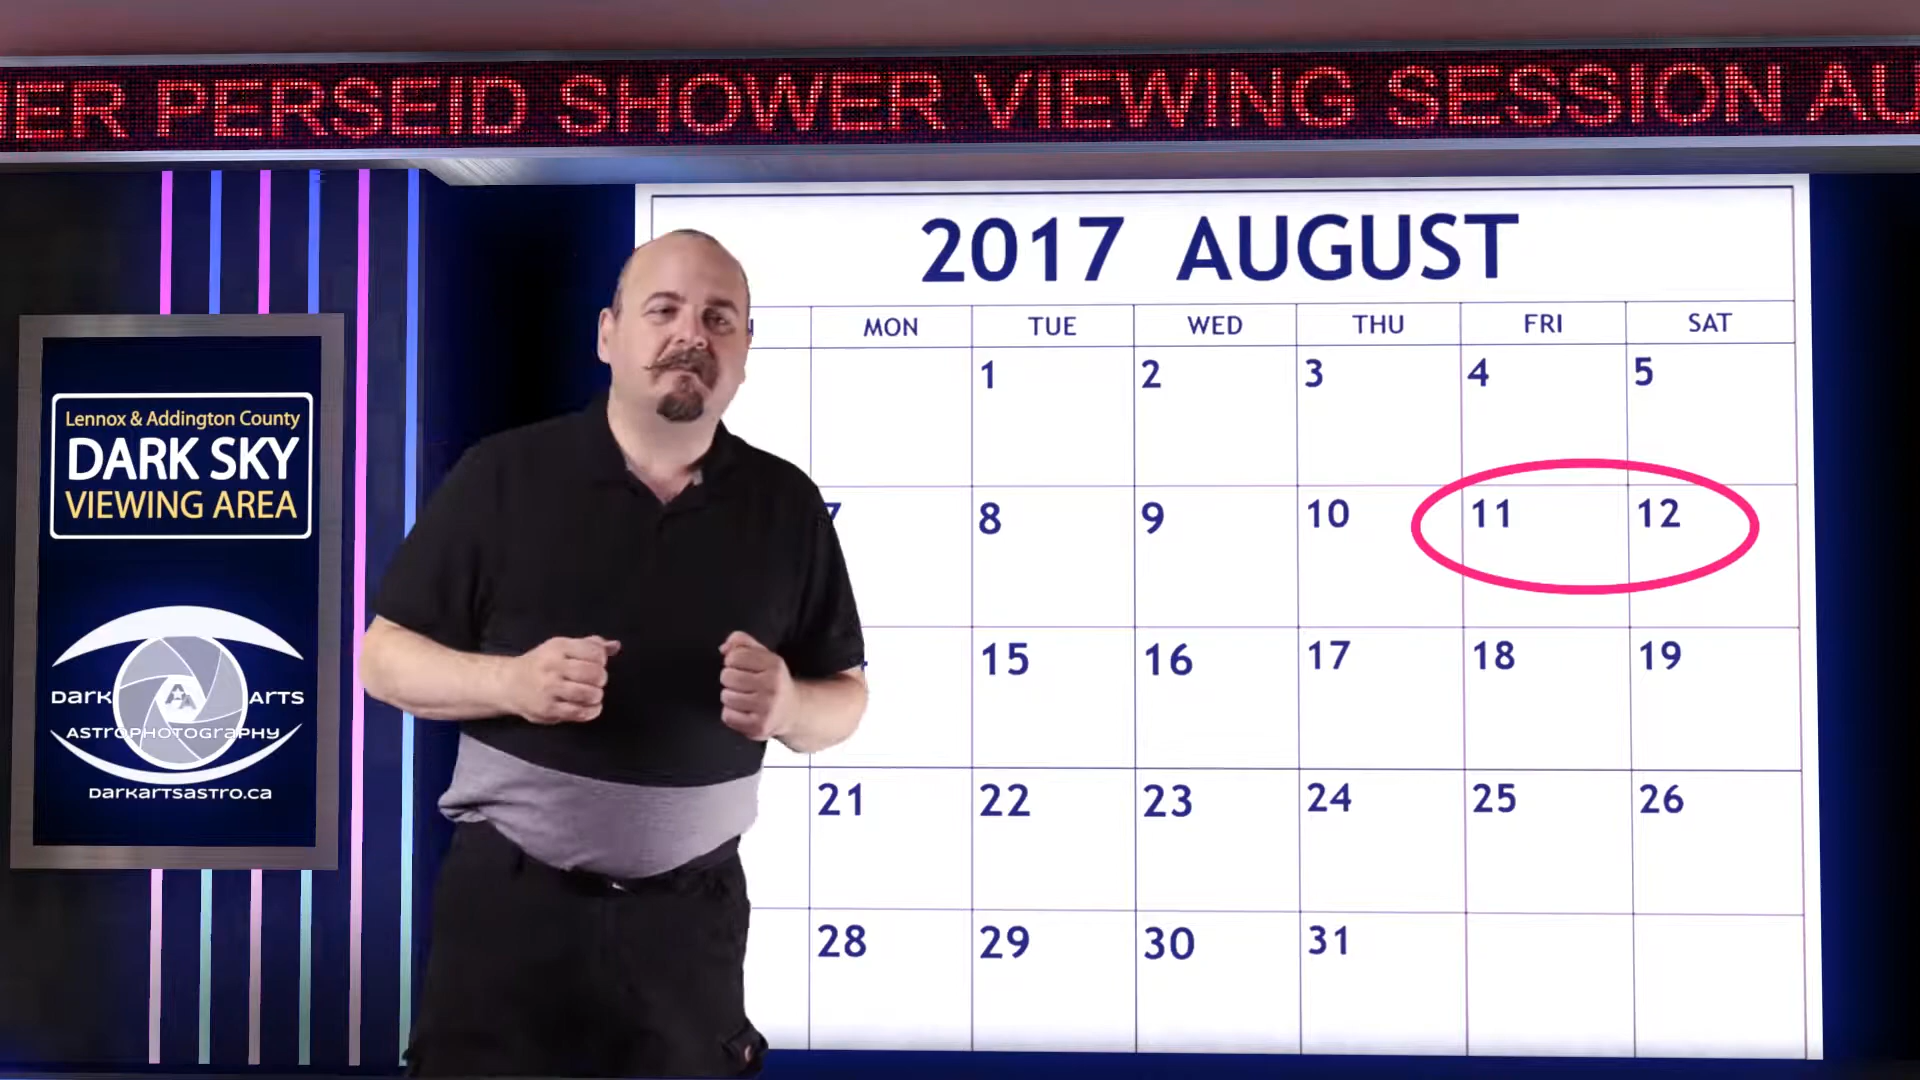 PERSEID SHOWER VIEWING SESSION
Lennox & Addington County
DARK SKY
VIEWING AREA
Dark Arts
Astrophotography
darkartsastro.ca
2017 AUGUST
MON TUE WED THU FRI SAT
1 2 3 4 5
8 9 10 11 12
15 16 17 18 19
21 22 23 24 25 26
28 29 30 31